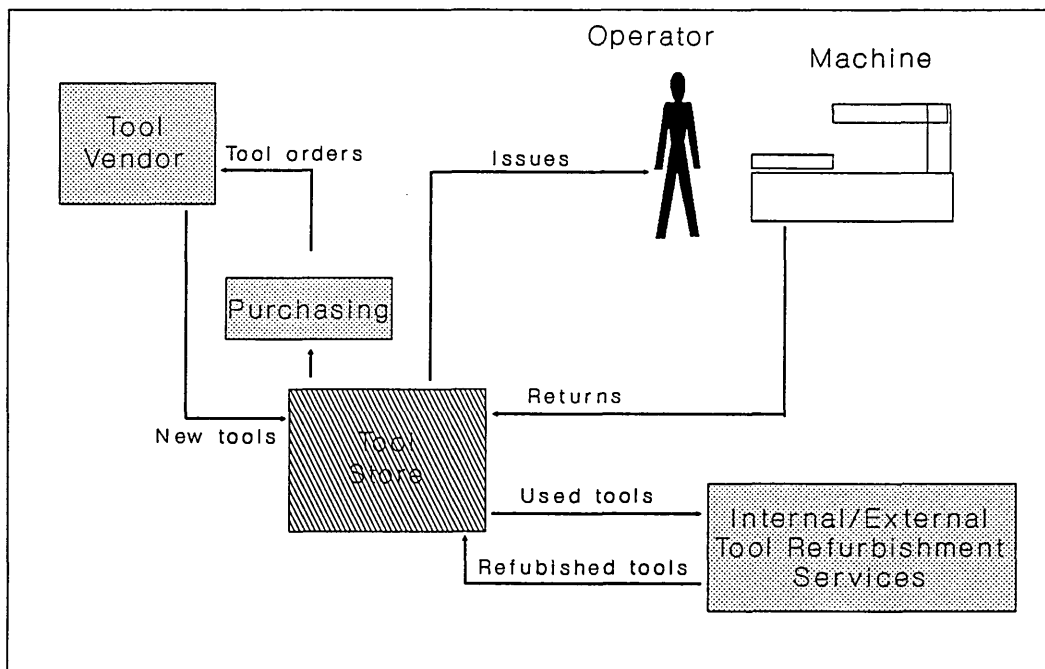 Operator
Machine
Tool
Vendor
Tool orders
Issues
Purchasing
New tools
Returns
Tool
Store
Used tools
Internal/External
Tool Refurbishment
Services
Refubished tools